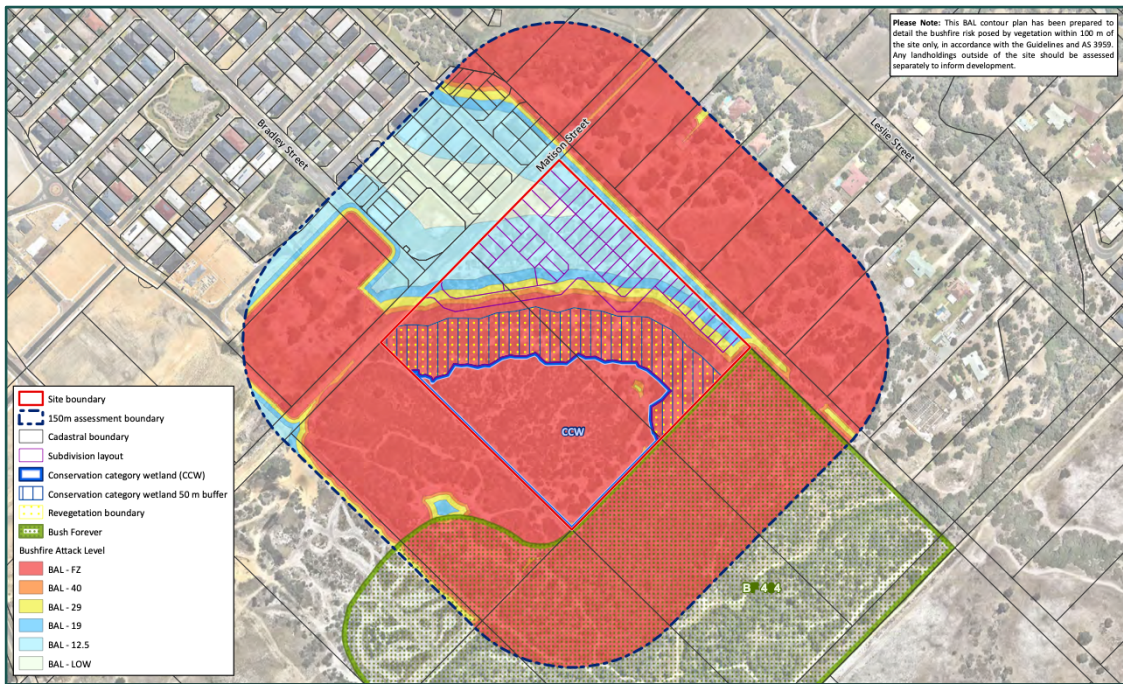 Please Note: This BAL contour plan has been prepared to
detail the bushfire risk posed by vegetation within 100 m of
the site only, in accordance with the Guidelines and AS 3959.
Any landholdings outside of the site should be assessed
separately to inform development.
Bradley Street
Matison Street
Leslie Street
CCW
Site boundary
150m assessment boundary
Cadastral boundary
Subdivision layout
Conservation category wetland (CCW)
Conservation category wetland 50 m buffer
Revegetation boundary
Bush Forever
Bushfire Attack Level
BAL - FZ
BAL - 40
BAL - 29
BAL - 19
BAL - 12.5
BAL - LOW